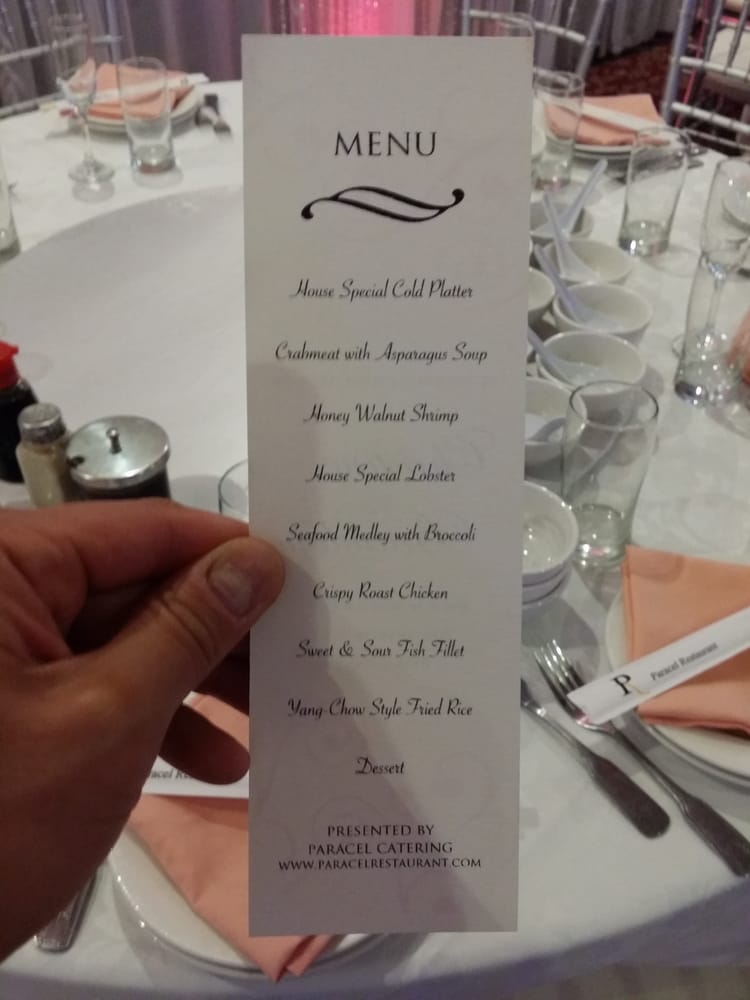 MENU
House Special Cold Platter
Crabmeat with Asparagus Soup
Honey Walnut Shrimp
House Special Lobster
Seafood Medley with Broccoli
Crispy Roast Chicken
Sweet & Sour Fish Fillet
Yang-Chow Style Fried Rice
Dessert
PRESENTED BY
PARACEL CATERING
WWW.PARACELRESTAURANT.COM
PR Paracel Restaurant